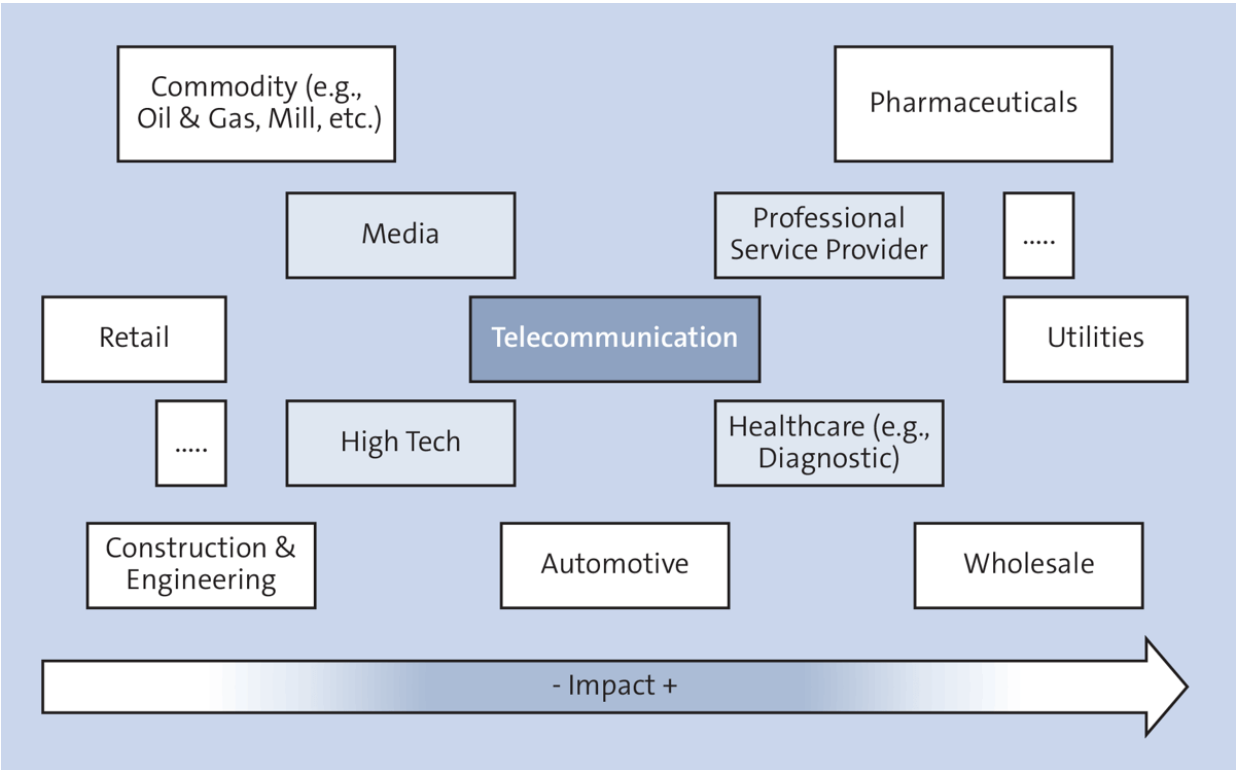 Commodity (e.g.,
Oil & Gas, Mill, etc.)
Pharmaceuticals
Media
Professional
Service Provider
.....
Retail
Telecommunication
Utilities
.....
High Tech
Healthcare (e.g.,
Diagnostic)
Construction &
Engineering
Automotive
Wholesale
- Impact +